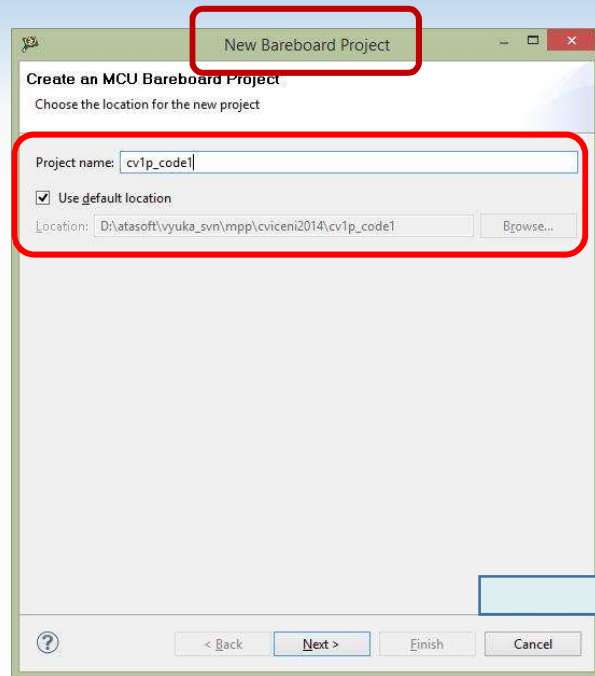 New Bareboard Project
Create an MCU Bareboard Project
Choose the location for the new project
Project name: cv1p_code1
Use default location
Location: D:\atasoft\vyuka_svn\mpp\cviceni2014\cv1p_code1 Browse...
< Back Next > Finish Cancel